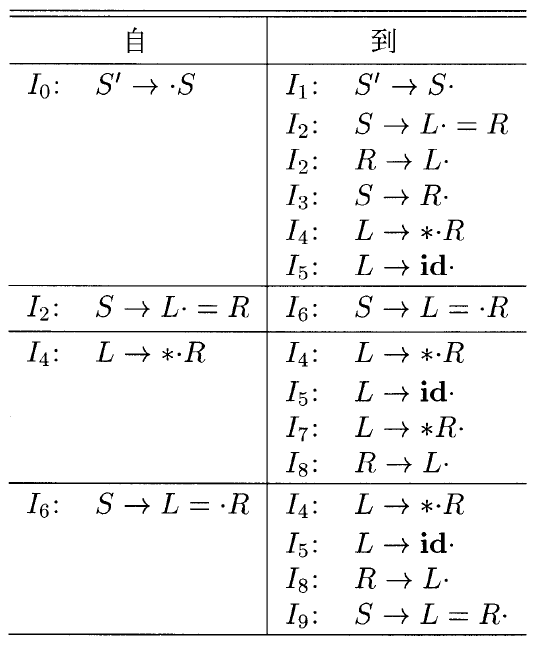 自 到
I₀: S′ → ·S I₁: S′ → S·
I₂: S → L· = R
I₂: R → L·
I₃: S → R·
I₄: L → *·R
I₅: L → id·
I₂: S → L· = R I₆: S → L = ·R
I₄: L → *·R I₄: L → *·R
I₅: L → id·
I₇: L → *R·
I₈: R → L·
I₆: S → L = ·R I₄: L → *·R
I₅: L → id·
I₈: R → L·
I₉: S → L = R·